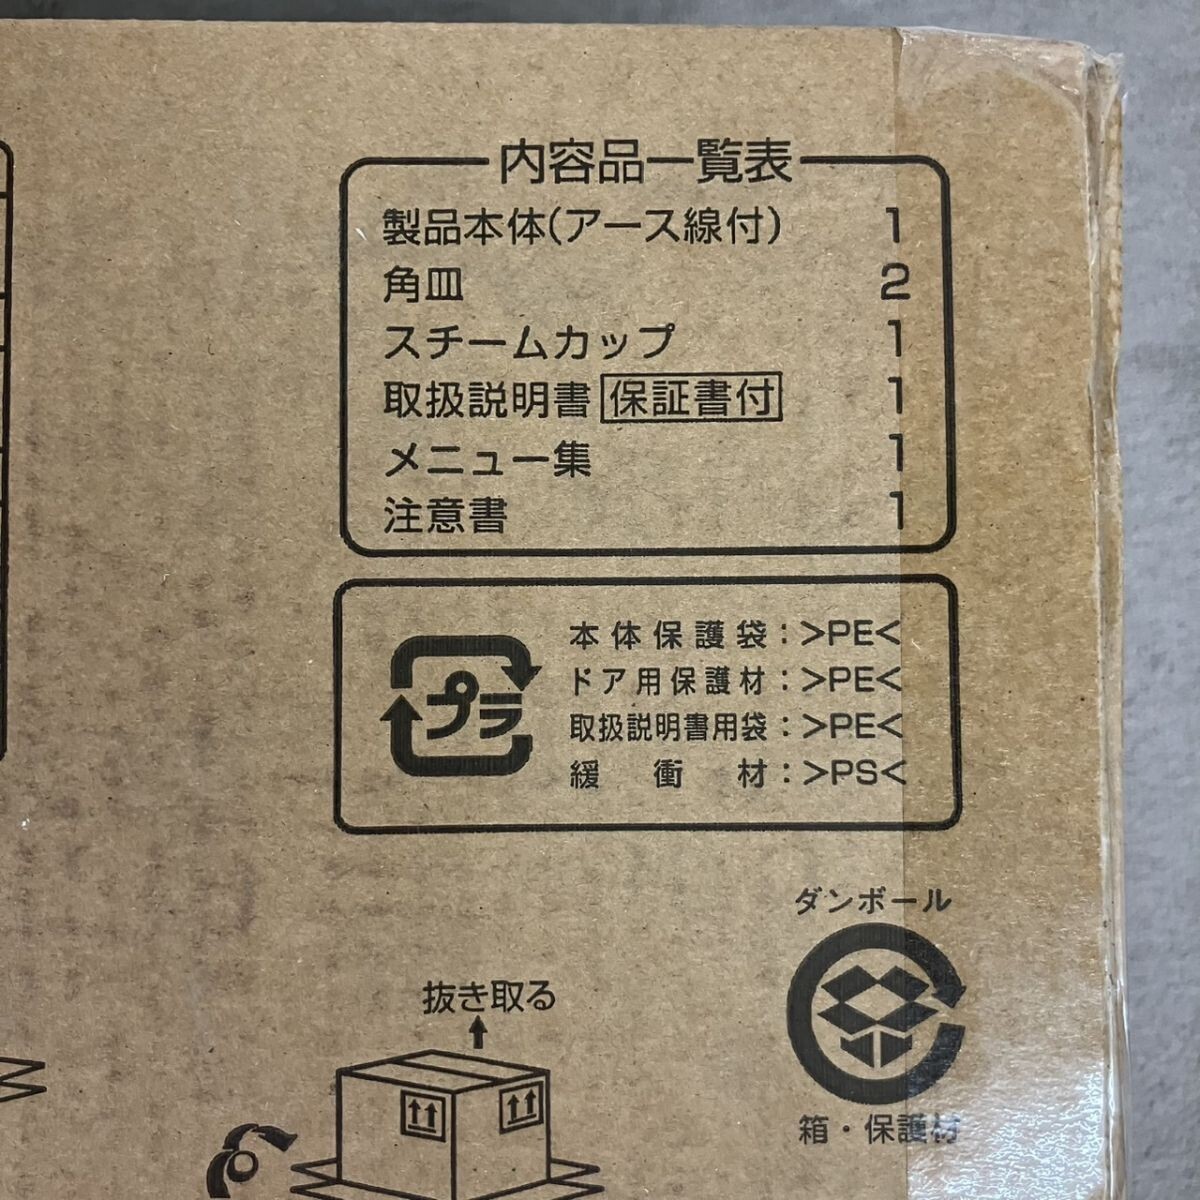 内容品一覧表
製品本体(アース線付) 1
角皿 2
スチームカップ 1
取扱説明書 保証書付 1
メニュー集 1
注意書 1
プラ
本体保護袋:>PE<
ドア用保護材:>PE<
取扱説明書用袋:>PE<
緩衝材:>PS<
ダンボール
箱・保護材
抜き取る